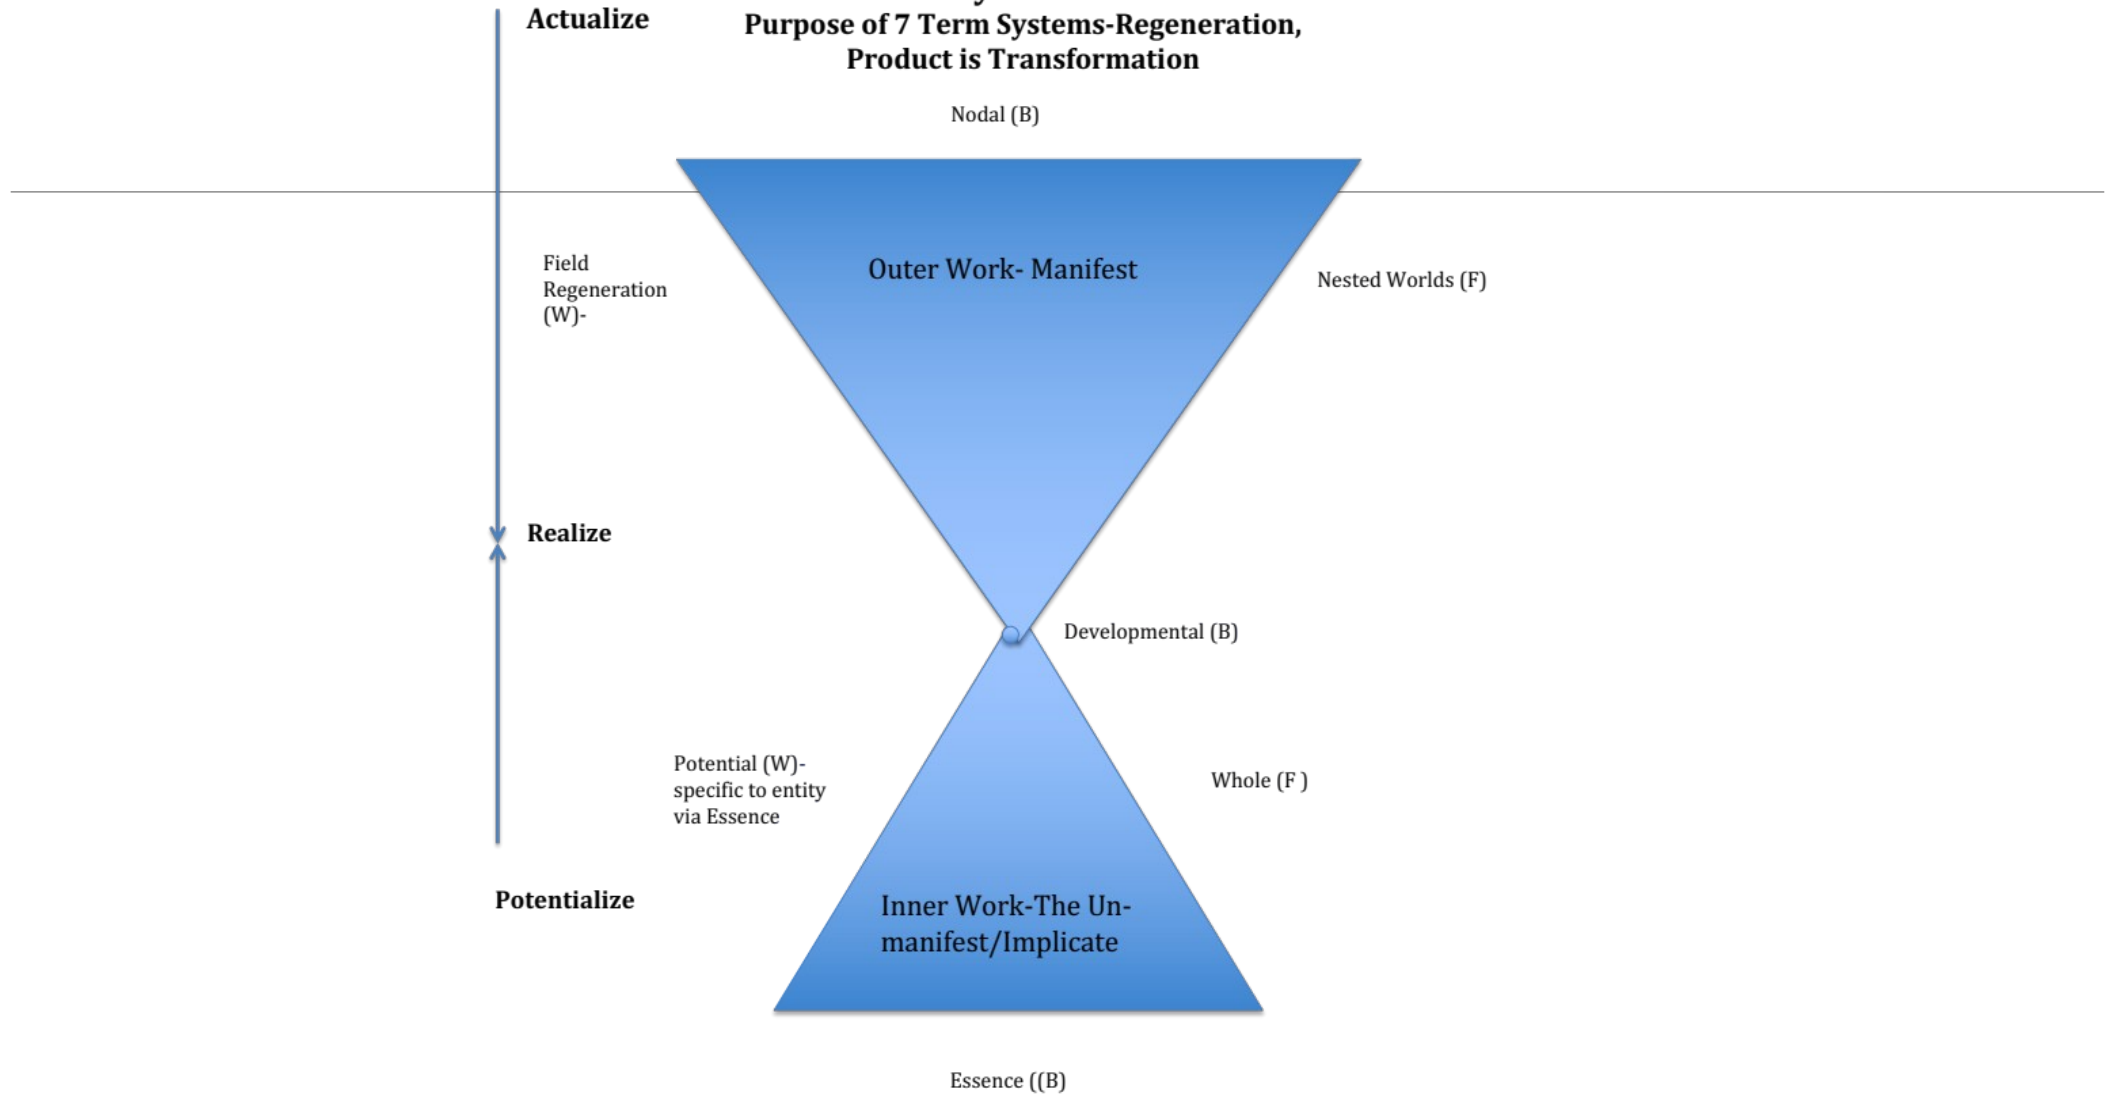 Actualize
Purpose of 7 Term Systems-Regeneration,
Product is Transformation
Nodal (B)
Outer Work- Manifest
Field
Regeneration
(W)-
Nested Worlds (F)
Realize
Developmental (B)
Potential (W)-
specific to entity
via Essence
Whole (F )
Potentialize
Inner Work-The Un-
manifest/Implicate
Essence ((B)